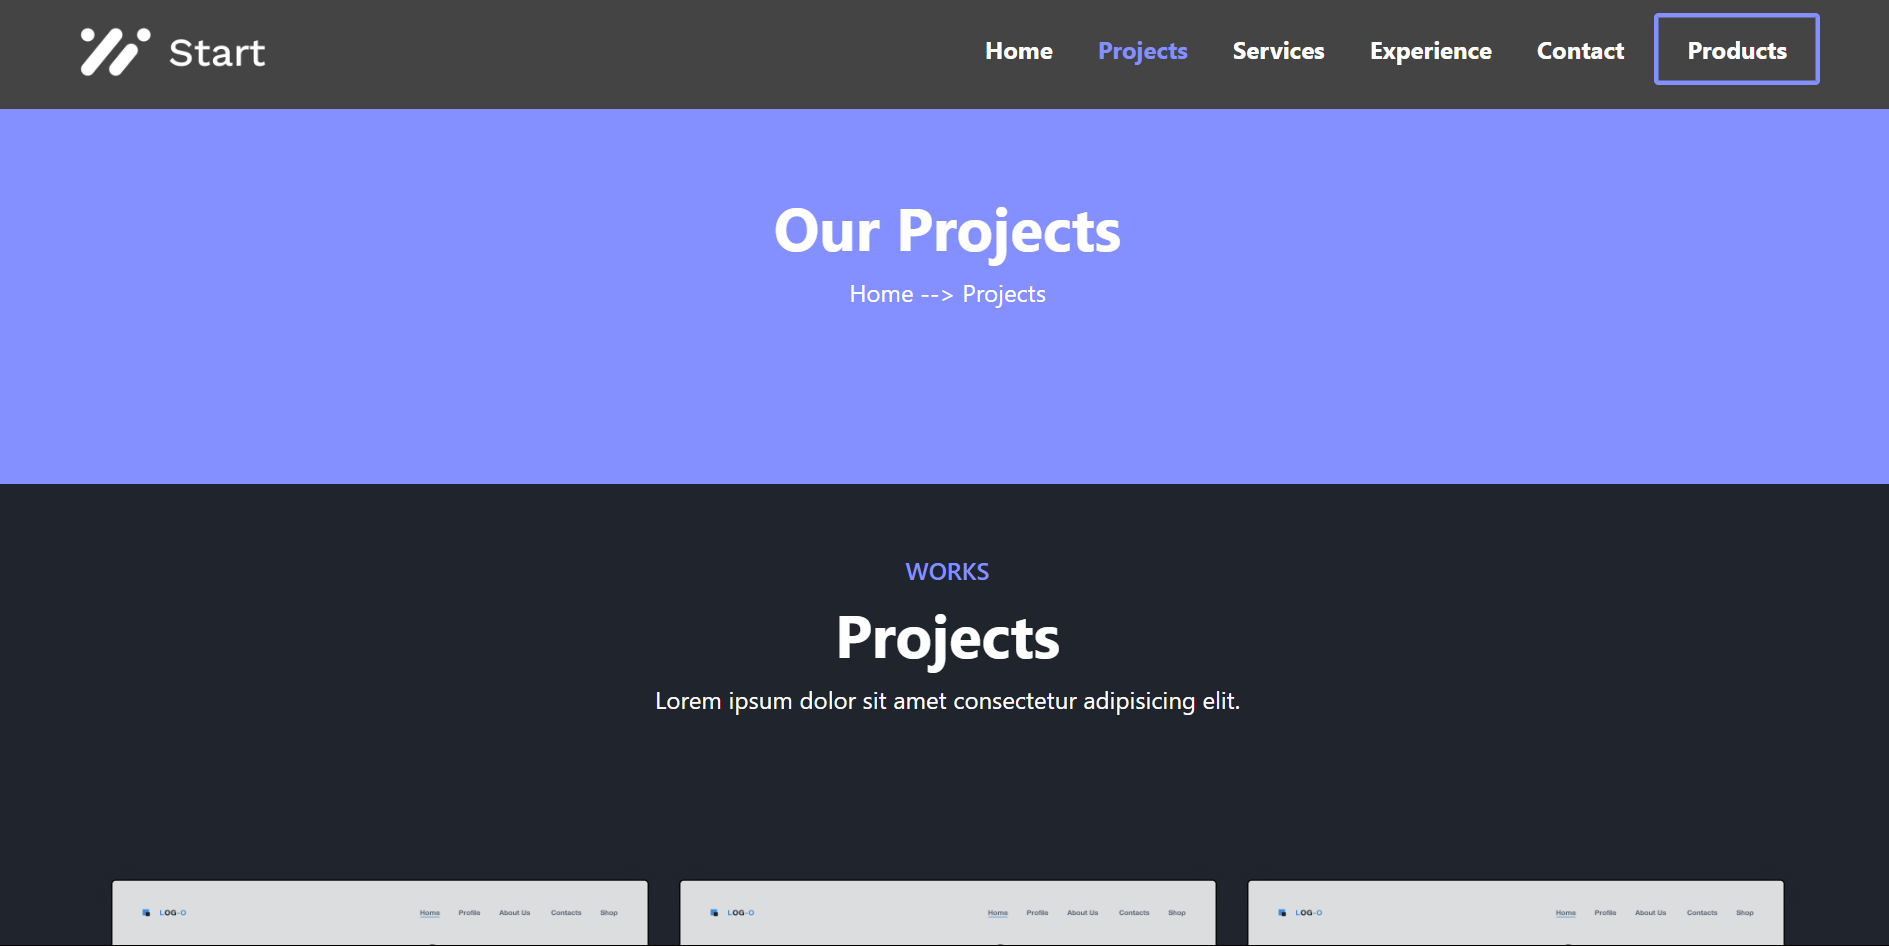 Start
Home Projects Services Experience Contact Products
Our Projects
Home --> Projects
WORKS
Projects
Lorem ipsum dolor sit amet consectetur adipisicing elit.
LOG-O Home Profile About Us Contacts Shop
LOG-O Home Profile About Us Contacts Shop
LOG-O Home Profile About Us Contacts Shop